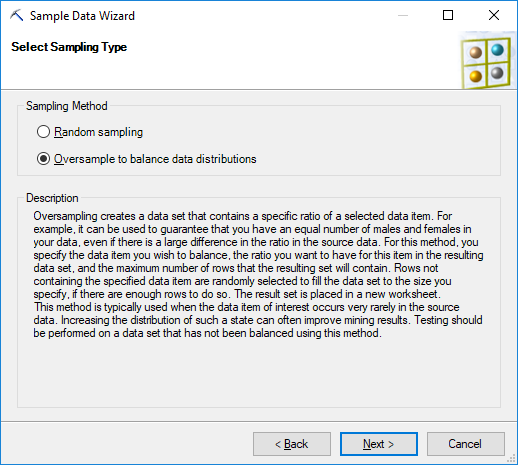 Sample Data Wizard
Select Sampling Type
Sampling Method
Random sampling
Oversample to balance data distributions
Description
Oversampling creates a data set that contains a specific ratio of a selected data item. For
example, it can be used to guarantee that you have an equal number of males and females in
your data, even if there is a large difference in the ratio in the source data. For this method, you
specify the data item you wish to balance, the ratio you want to have for this item in the resulting
data set, and the maximum number of rows that the resulting set will contain. Rows not
containing the specified data item are randomly selected to fill the data set to the size you
specify, if there are enough rows to do so. The result set is placed in a new worksheet.
This method is typically used when the data item of interest occurs very rarely in the source
data. Increasing the distribution of such a state can often improve mining results. Testing should
be performed on a data set that has not been balanced using this method.
< Back
Next >
Cancel